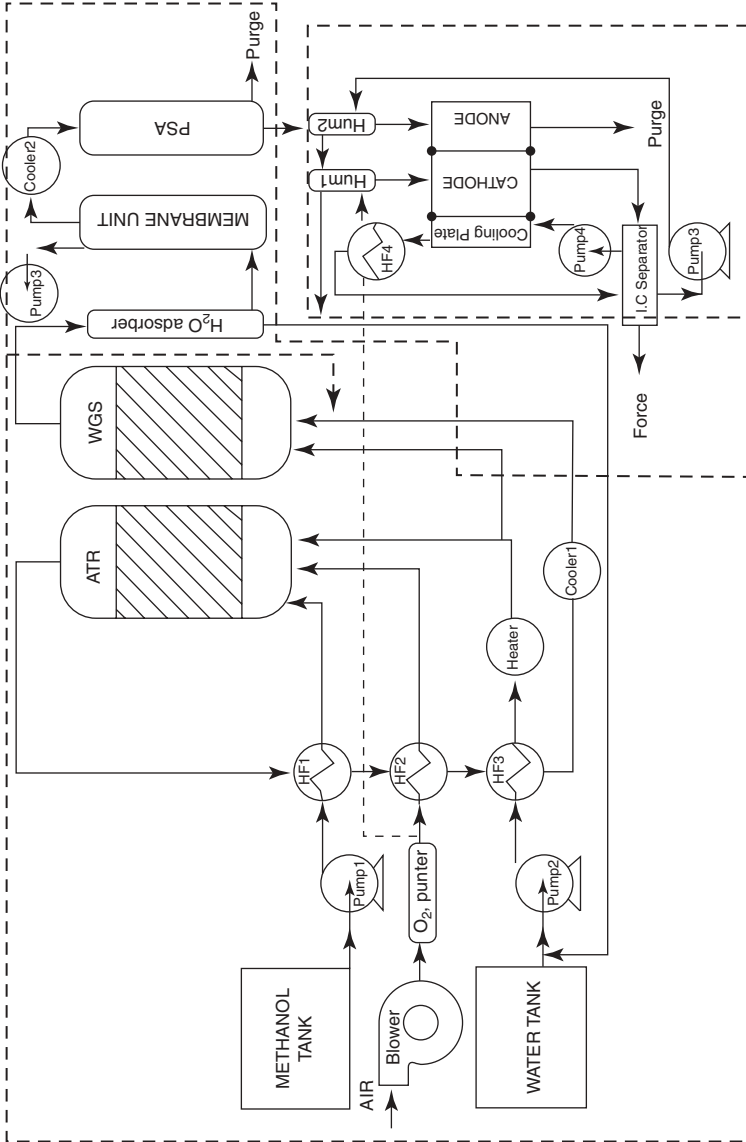 METHANOL
TANK
AIR
Blower
WATER TANK
Pump1
O2, punter
Pump2
HF1
HF2
HF3
Heater
Cooler1
ATR
WGS
H2O adsorber
Pump3
MEMBRANE UNIT
Cooler2
PSA
Purge
Hum1
Hum2
HF4
Cooling Plate
CATHODE
ANODE
Purge
Pump4
I.C Separator
Pump3
Force